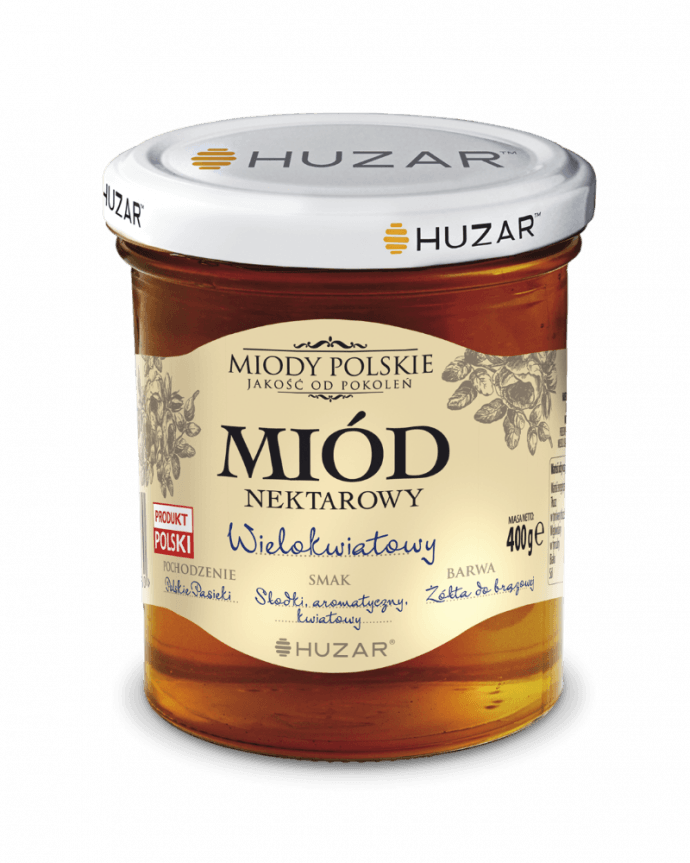 HUZAR™
HUZAR™
HUZAR™
MIODY POLSKIE
JAKOŚĆ OD POKOLEŃ
MIÓD
NEKTAROWY
Wielokwiatowy
PRODUKT
POLSKI
MASA NETTO
400g ℮
POCHODZENIE
Polskie Pasieki
SMAK
Słodki, aromatyczny,
kwiatowy
BARWA
Żółta do brązowej
HUZAR®